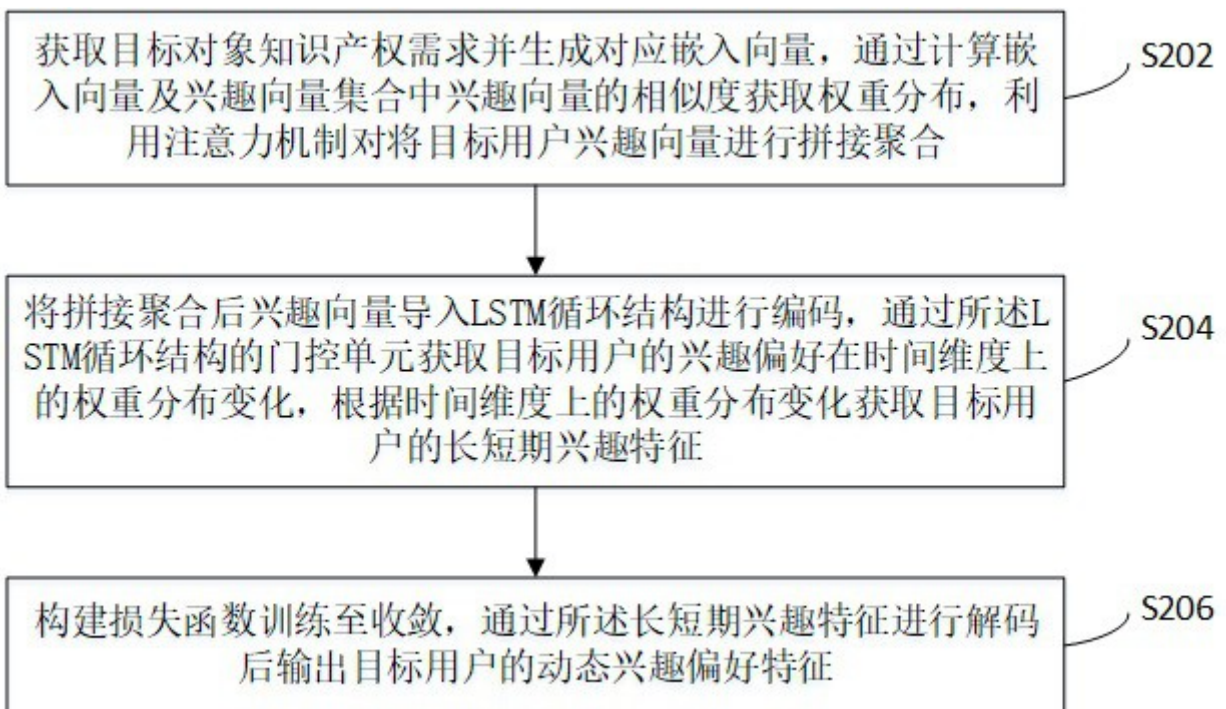 获取目标对象知识产权需求并生成对应嵌入向量，通过计算嵌
入向量及兴趣向量集合中兴趣向量的相似度获取权重分布，利
用注意力机制对将目标用户兴趣向量进行拼接聚合
S202
将拼接聚合后兴趣向量导入LSTM循环结构进行编码，通过所述L
STM循环结构的门控单元获取目标用户的兴趣偏好在时间维度上
的权重分布变化，根据时间维度上的权重分布变化获取目标用
户的长短期兴趣特征
S204
构建损失函数训练至收敛，通过所述长短期兴趣特征进行解码
后输出目标用户的动态兴趣偏好特征
S206